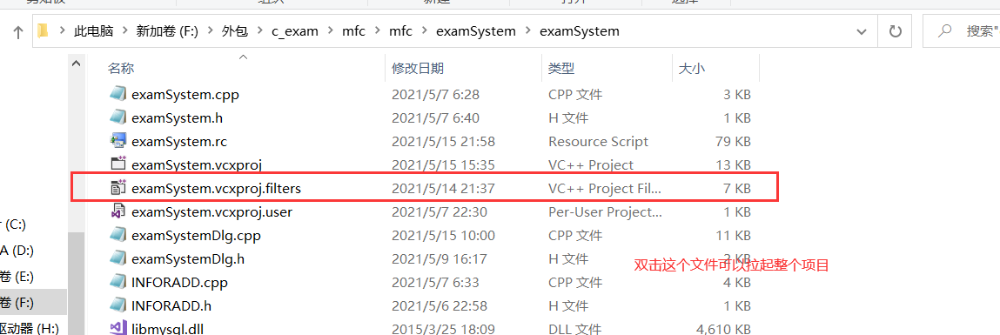 此电脑 新加卷 (F:) 外包 c_exam mfc mfc examSystem examSystem 搜索"
名称 修改日期 类型 大小
examSystem.cpp 2021/5/7 6:28 CPP 文件 3 KB
examSystem.h 2021/5/7 6:40 H 文件 1 KB
examSystem.rc 2021/5/15 21:58 Resource Script 79 KB
examSystem.vcxproj 2021/5/15 15:35 VC++ Project 13 KB
examSystem.vcxproj.filters 2021/5/14 21:37 VC++ Project Fil... 7 KB
examSystem.vcxproj.user 2021/5/7 22:30 Per-User Project... 1 KB
(C:)
examSystemDlg.cpp 2021/5/15 10:00 CPP 文件 11 KB
A (D:)
examSystemDlg.h 2021/5/9 16:17 H 文件 2 KB
双击这个文件可以拉起整个项目
卷 (E:)
INFORADD.cpp 2021/5/7 6:33 CPP 文件 4 KB
卷 (F:)
INFORADD.h 2021/5/6 22:58 H 文件 1 KB
驱动器 (H:)
libmysql.dll 2015/3/25 18:09 DLL 文件 4,610 KB